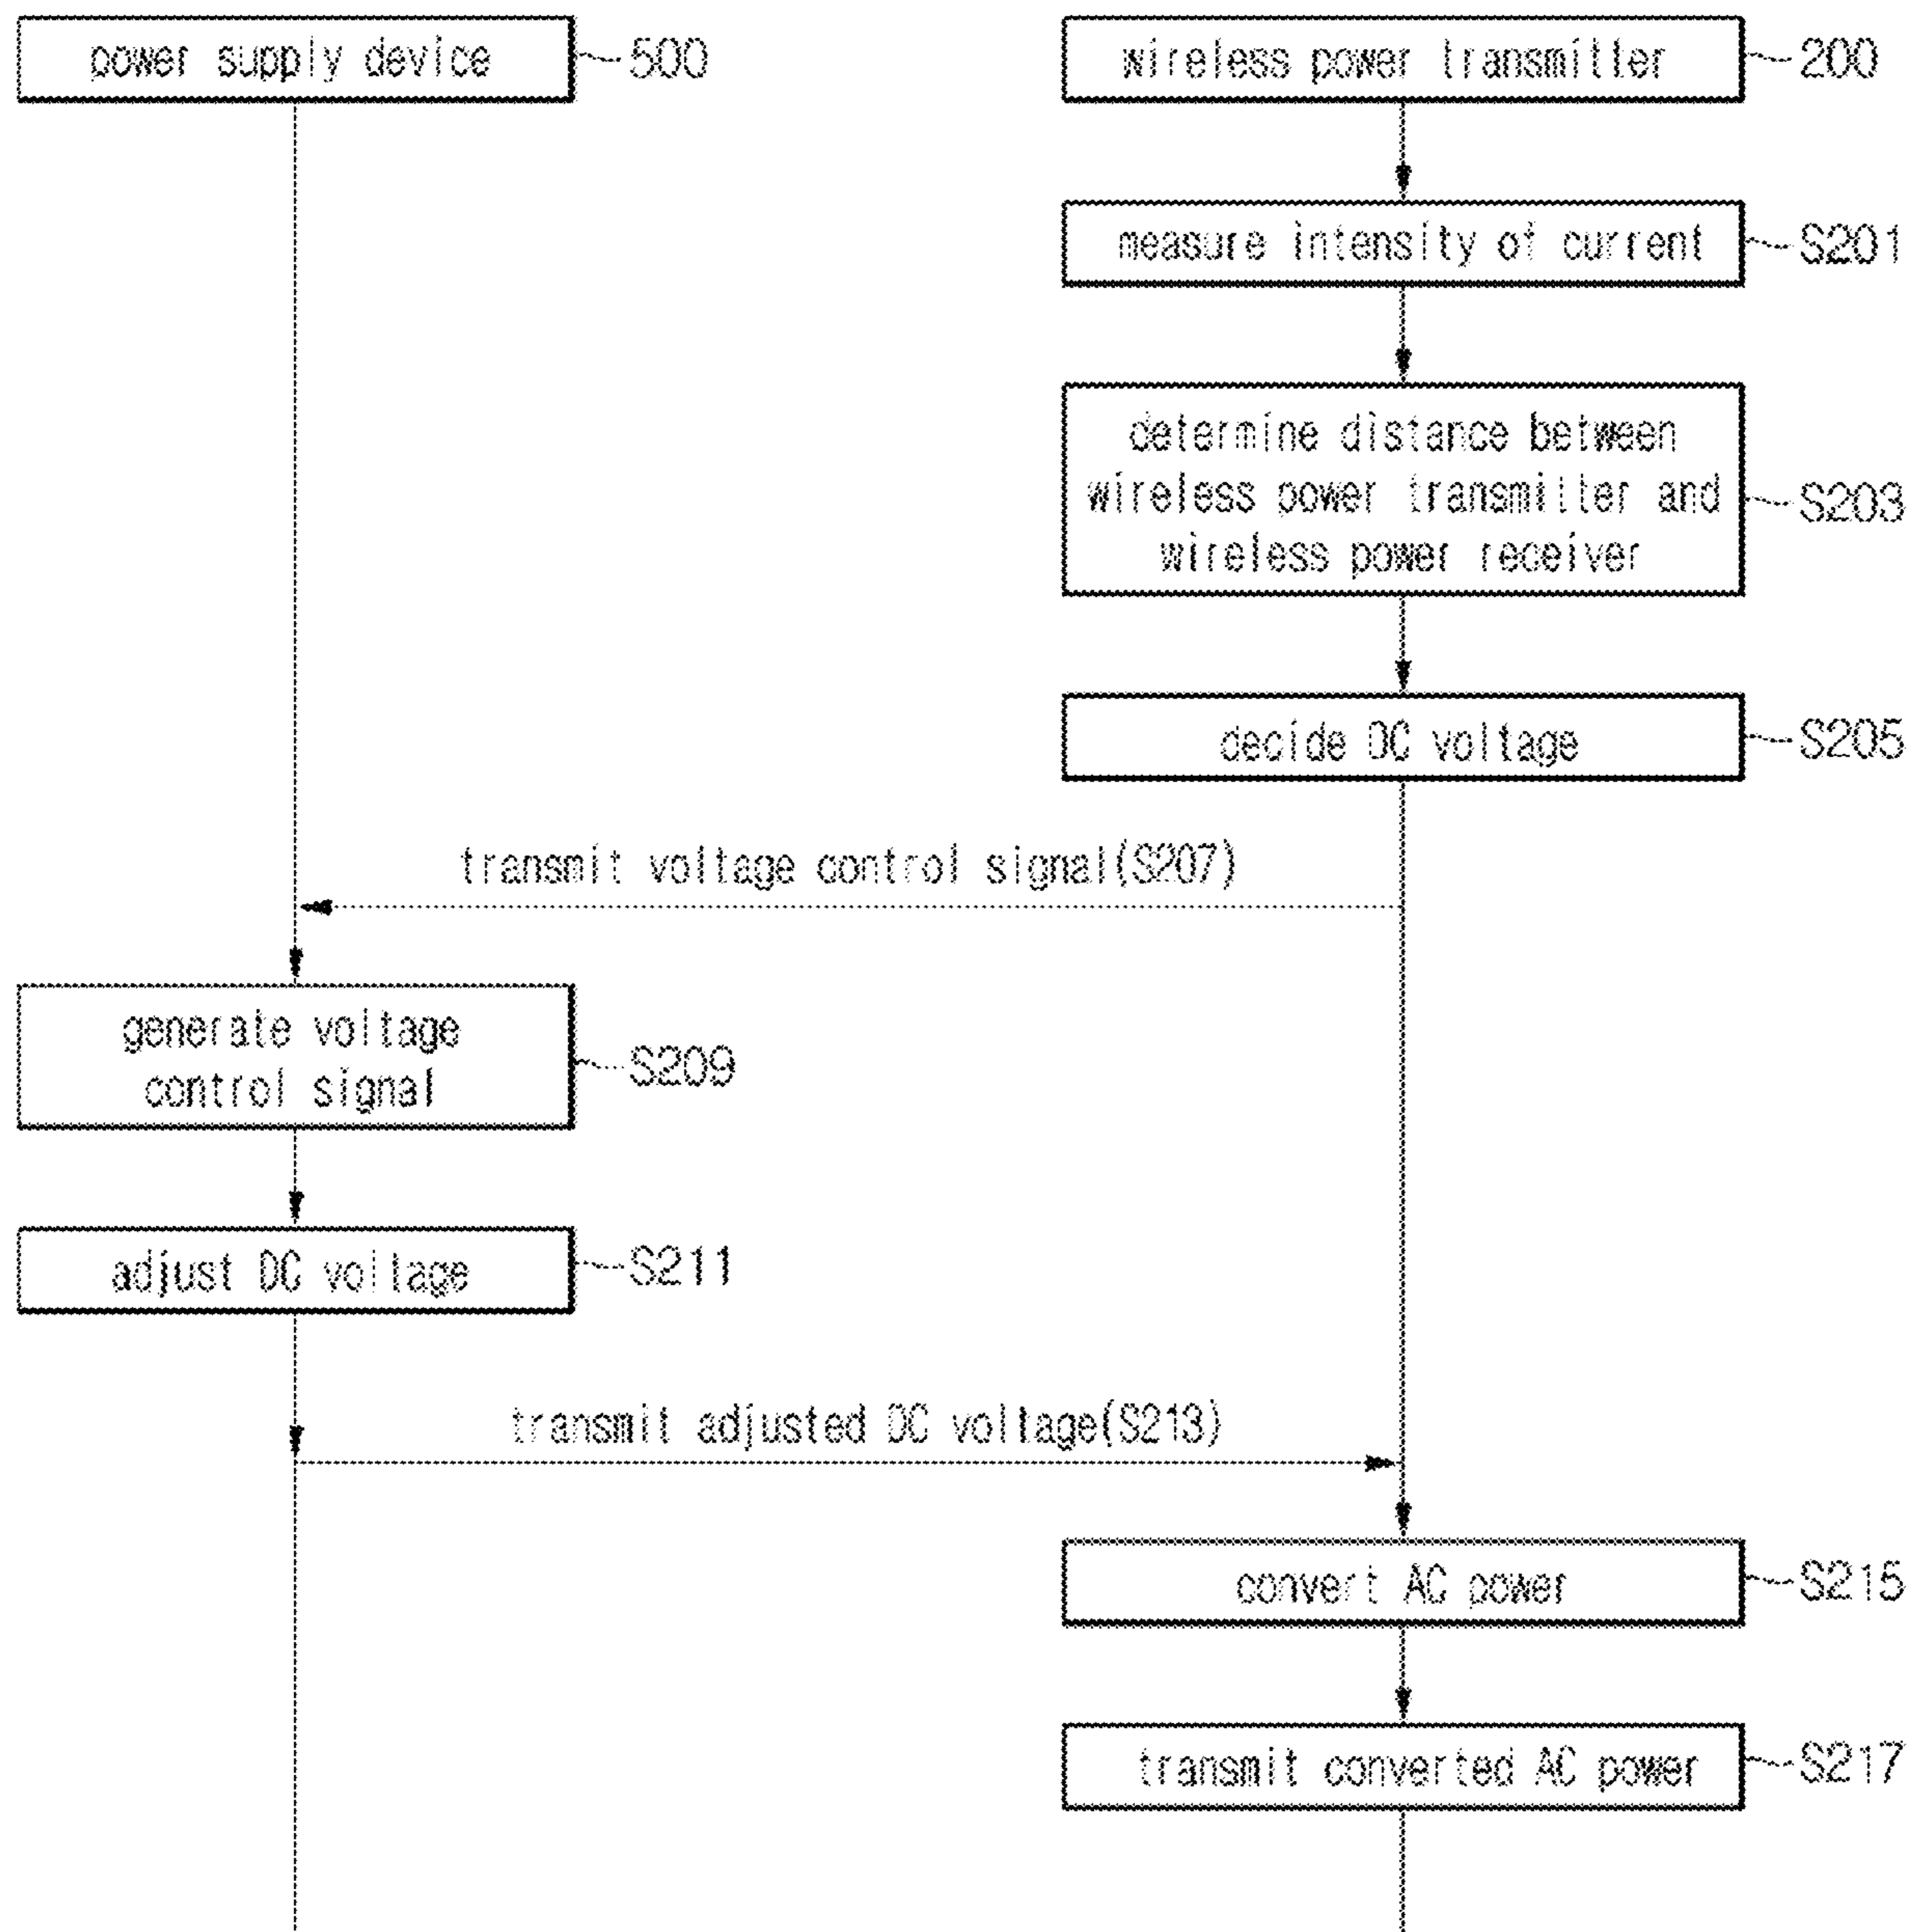 power supply device
500
wireless power transmitter
200
measure intensity of current
S201
determine distance between
wireless power transmitter and
wireless power receiver
S203
decide DC voltage
S205
transmit voltage control signal(S207)
generate voltage
control signal
S209
adjust DC voltage
S211
transmit adjusted DC voltage(S213)
convert AC power
S215
transmit converted AC power
S217